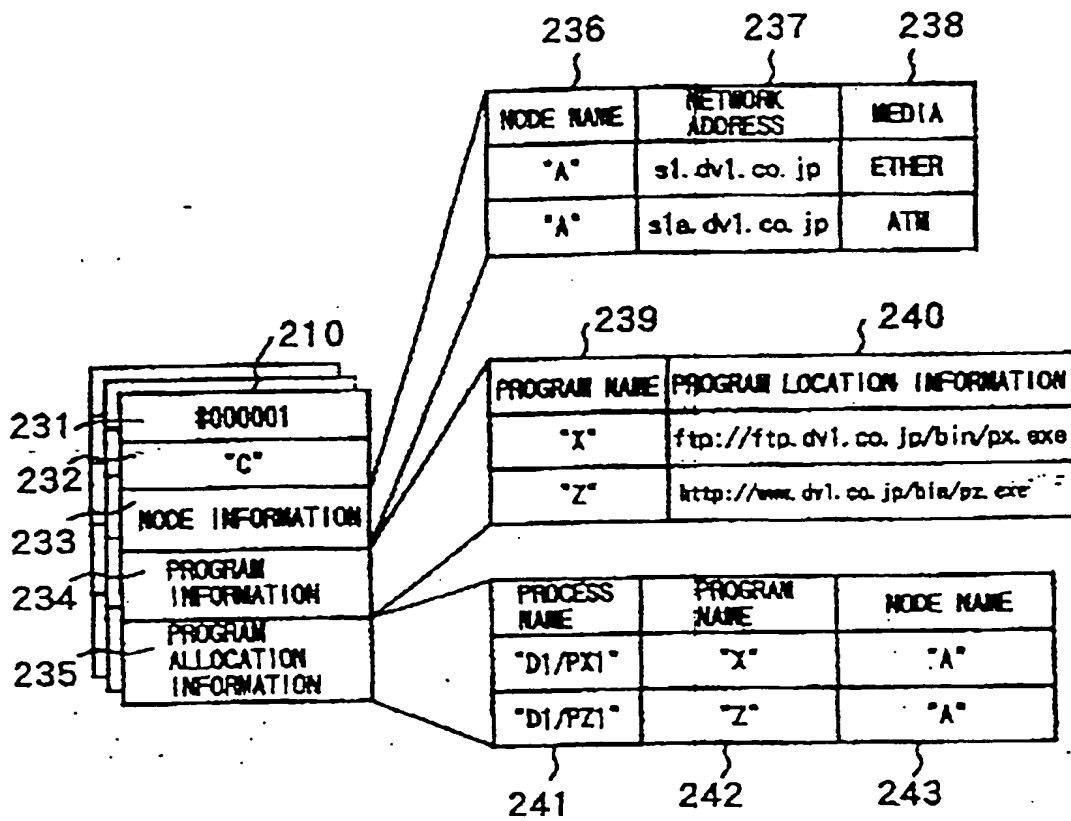 236 237 238
NODE NAME NETWORK ADDRESS MEDIA
"A" s1.dv1.co.jp ETHER
"A" s1a.dv1.co.jp ATM
239 240
PROGRAM NAME PROGRAM LOCATION INFORMATION
"X" ftp://ftp.dv1.co.jp/bin/px.exe
"Z" http://www.dv1.co.jp/bin/pz.exe
210
231 #000001
232 "C"
233 NODE INFORMATION
234 PROGRAM
INFORMATION
235 PROGRAM
ALLOCATION
INFORMATION
PROCESS NAME PROGRAM NAME NODE NAME
"D1/PX1" "X" "A"
"D1/PZ1" "Z" "A"
241 242 243